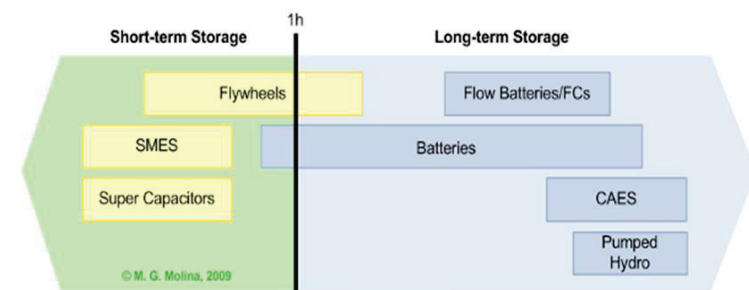 1h
Short-term Storage
Long-term Storage
Flywheels
Flow Batteries/FCs
SMES
Batteries
Super Capacitors
CAES
Pumped
Hydro
© M. G. Molina, 2009